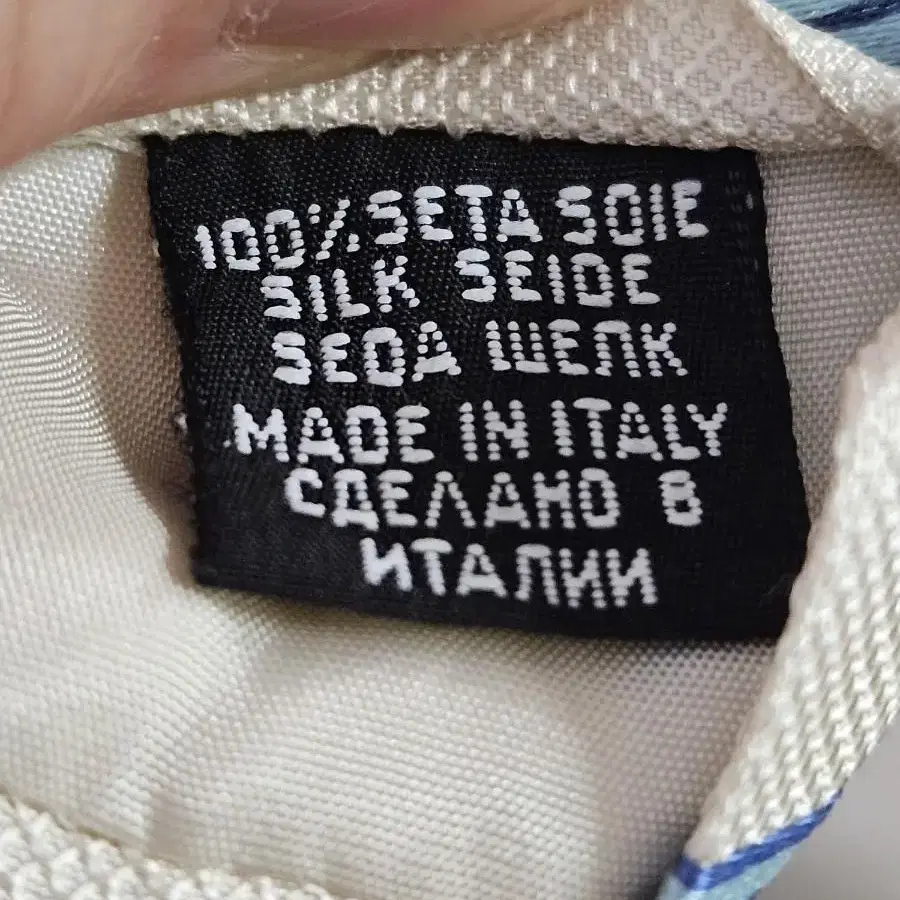 100% SETA SOIE
SILK SEIDE
SEDA ШЕЛК
MADE IN ITALY
СДЕЛАНО В
ИТАЛИИ